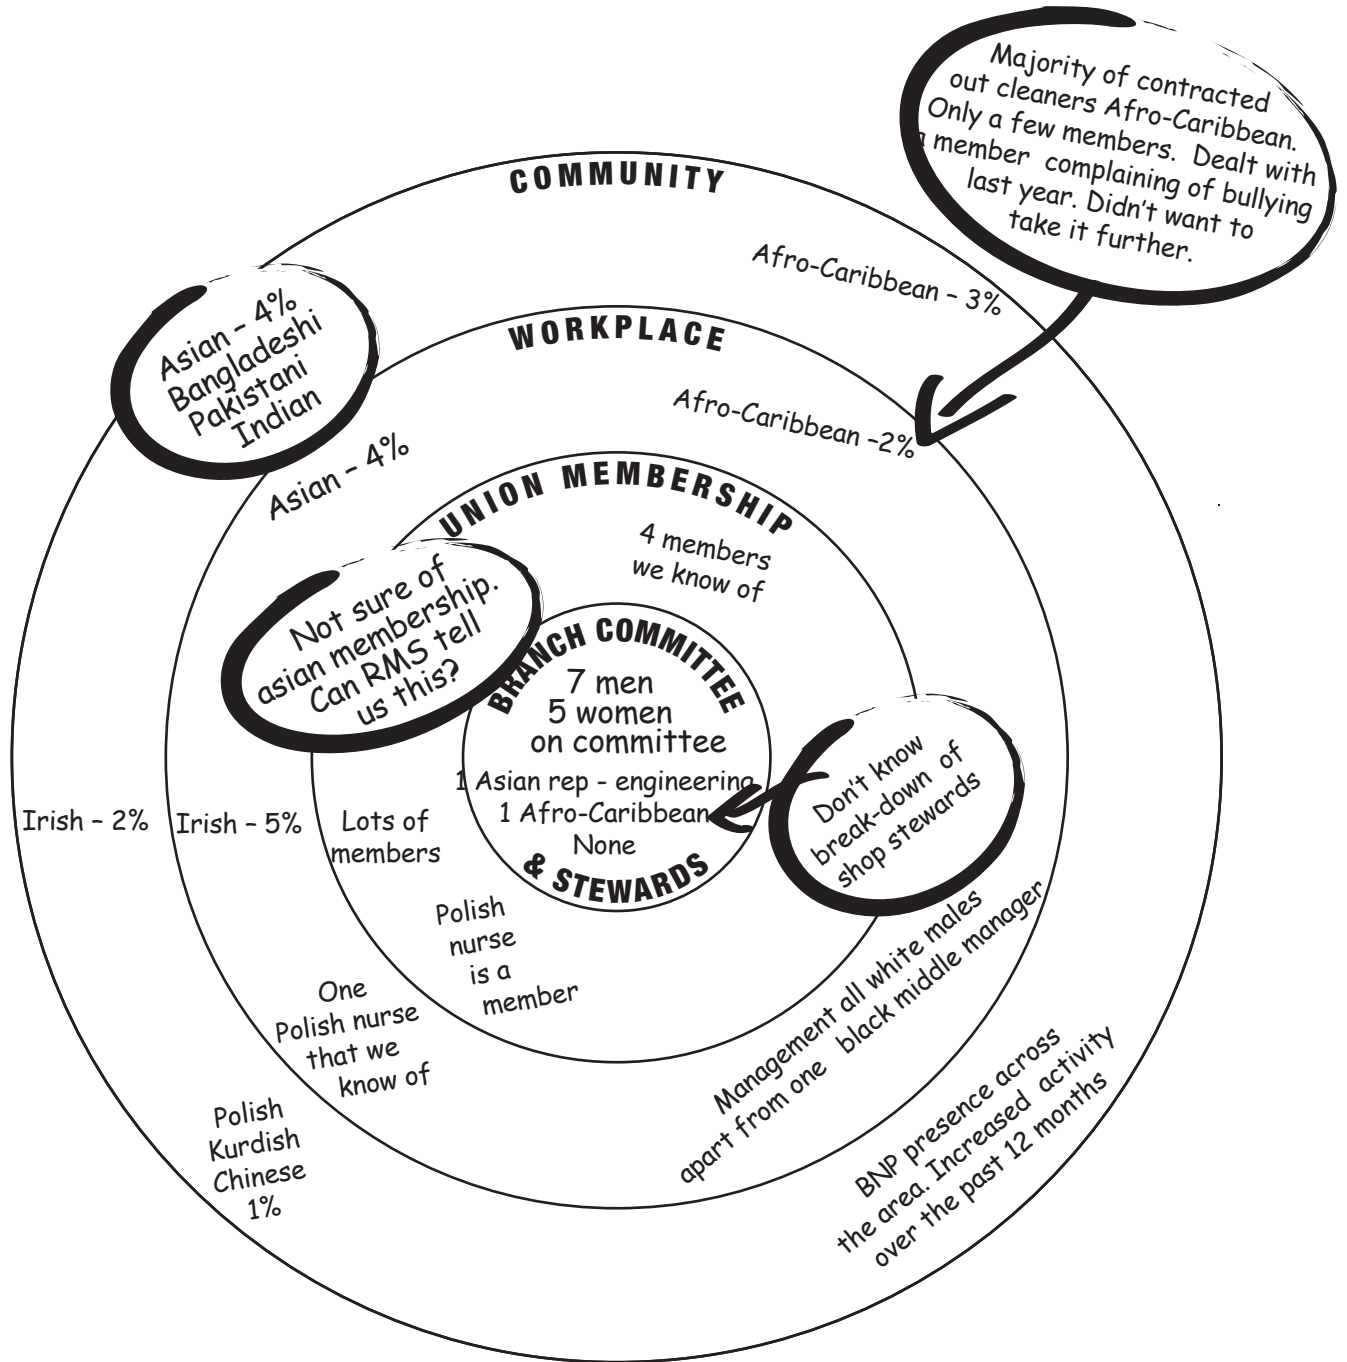 Majority of contracted
out cleaners Afro-Caribbean.
Only a few members. Dealt with
a member complaining of bullying
last year. Didn't want to
take it further.
COMMUNITY
Afro-Caribbean – 3%
Asian – 4%
Bangladeshi
Pakistani
Indian
WORKPLACE
Afro-Caribbean –2%
Asian – 4%
UNION MEMBERSHIP
4 members
we know of
Not sure of
asian membership.
Can RMS tell
us this?
BRANCH COMMITTEE
7 men
5 women
on committee
1 Asian rep - engineering
1 Afro-Caribbean
None
& STEWARDS
Don't know
break-down of
shop stewards
Irish – 2%
Irish – 5%
Lots of
members
Polish
nurse
is a
member
One
Polish nurse
that we
know of
Polish
Kurdish
Chinese
1%
Management all white males
apart from one black middle manager
BNP presence across
the area. Increased activity
over the past 12 months